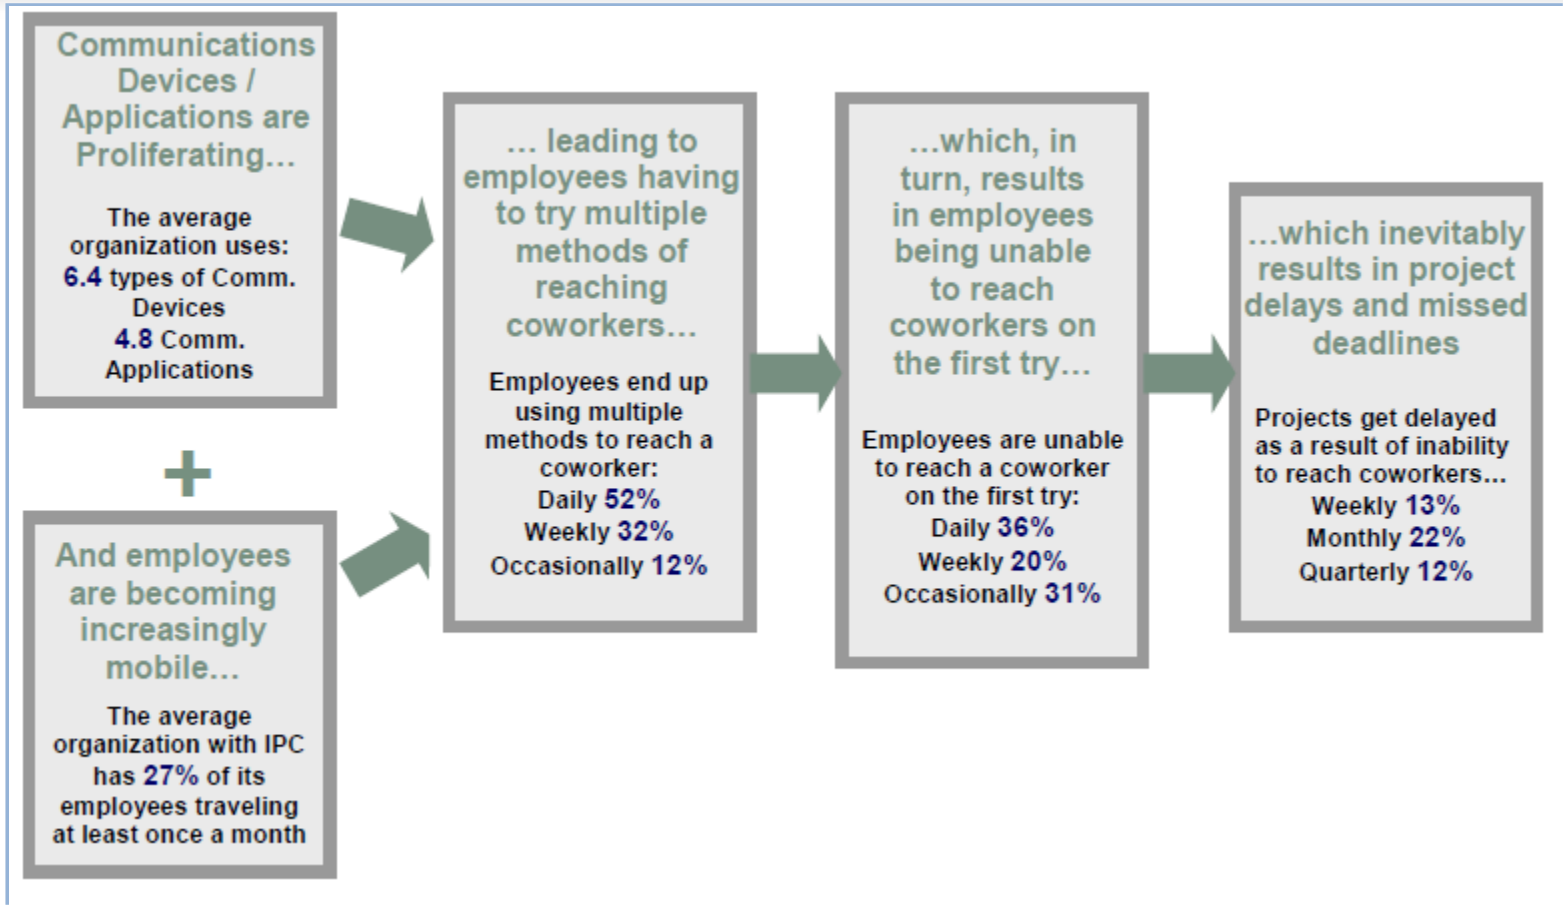 Communications
Devices /
Applications are
Proliferating…
The average
organization uses:
6.4 types of Comm.
Devices
4.8 Comm.
Applications
+
And employees
are becoming
increasingly
mobile…
The average
organization with IPC
has 27% of its
employees traveling
at least once a month
… leading to
employees having
to try multiple
methods of
reaching
coworkers…
Employees end up
using multiple
methods to reach a
coworker:
Daily 52%
Weekly 32%
Occasionally 12%
…which, in
turn, results
in employees
being unable
to reach
coworkers on
the first try…
Employees are unable
to reach a coworker
on the first try:
Daily 36%
Weekly 20%
Occasionally 31%
…which inevitably
results in project
delays and missed
deadlines
Projects get delayed
as a result of inability
to reach coworkers…
Weekly 13%
Monthly 22%
Quarterly 12%